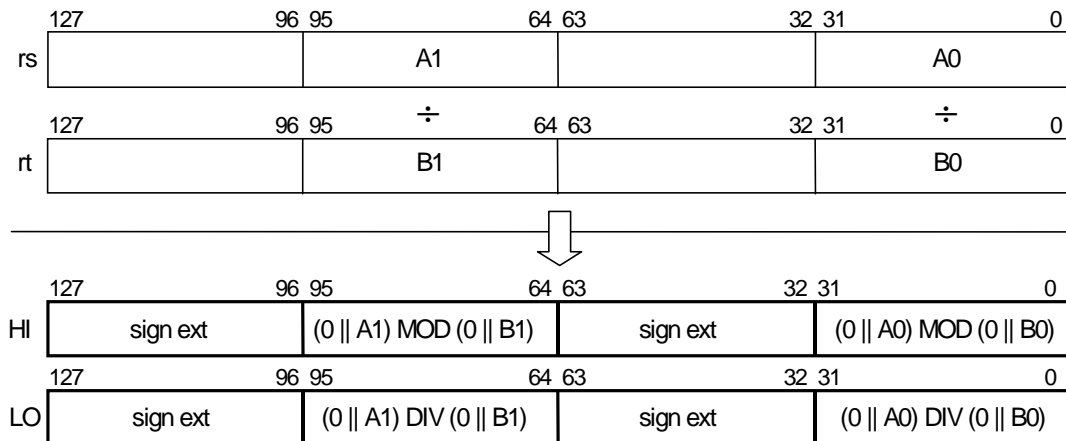 127 96 95 64 63 32 31 0
rs A1 A0
÷ ÷
127 96 95 64 63 32 31 0
rt B1 B0
127 96 95 64 63 32 31 0
HI sign ext (0 || A1) MOD (0 || B1) sign ext (0 || A0) MOD (0 || B0)
127 96 95 64 63 32 31 0
LO sign ext (0 || A1) DIV (0 || B1) sign ext (0 || A0) DIV (0 || B0)